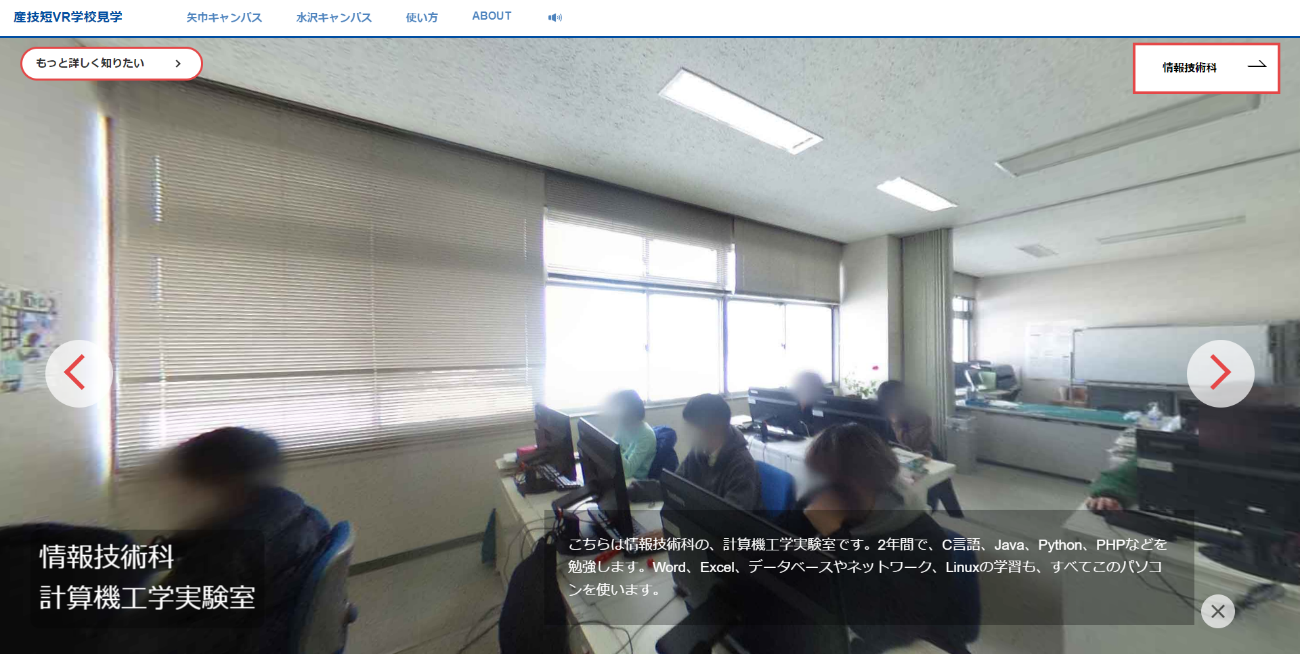 産技短VR学校見学
矢巾キャンパス
水沢キャンパス
使い方
ABOUT
もっと詳しく知りたい
情報技術科
情報技術科
計算機工学実験室
こちらは情報技術科の、計算機工学実験室です。2年間で、C言語、Java、Python、PHPなどを
勉強します。Word、Excel、データベースやネットワーク、Linuxの学習も、すべてこのパソコ
ンを使います。